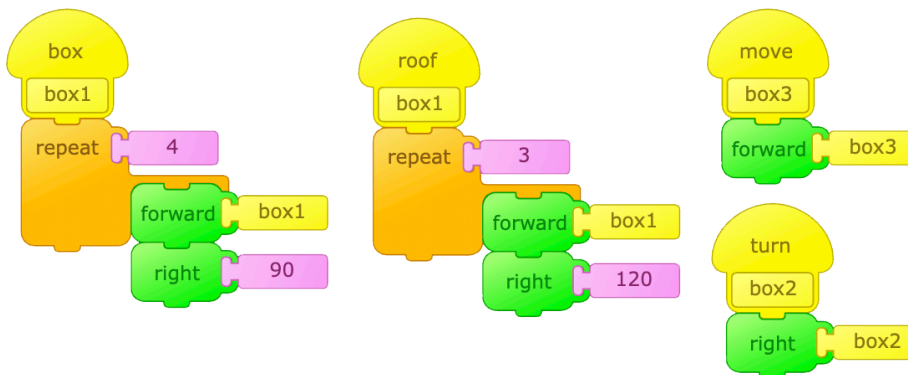 box
box1
repeat 4
forward box1
right 90
roof
box1
repeat 3
forward box1
right 120
move
box3
forward box3
turn
box2
right box2